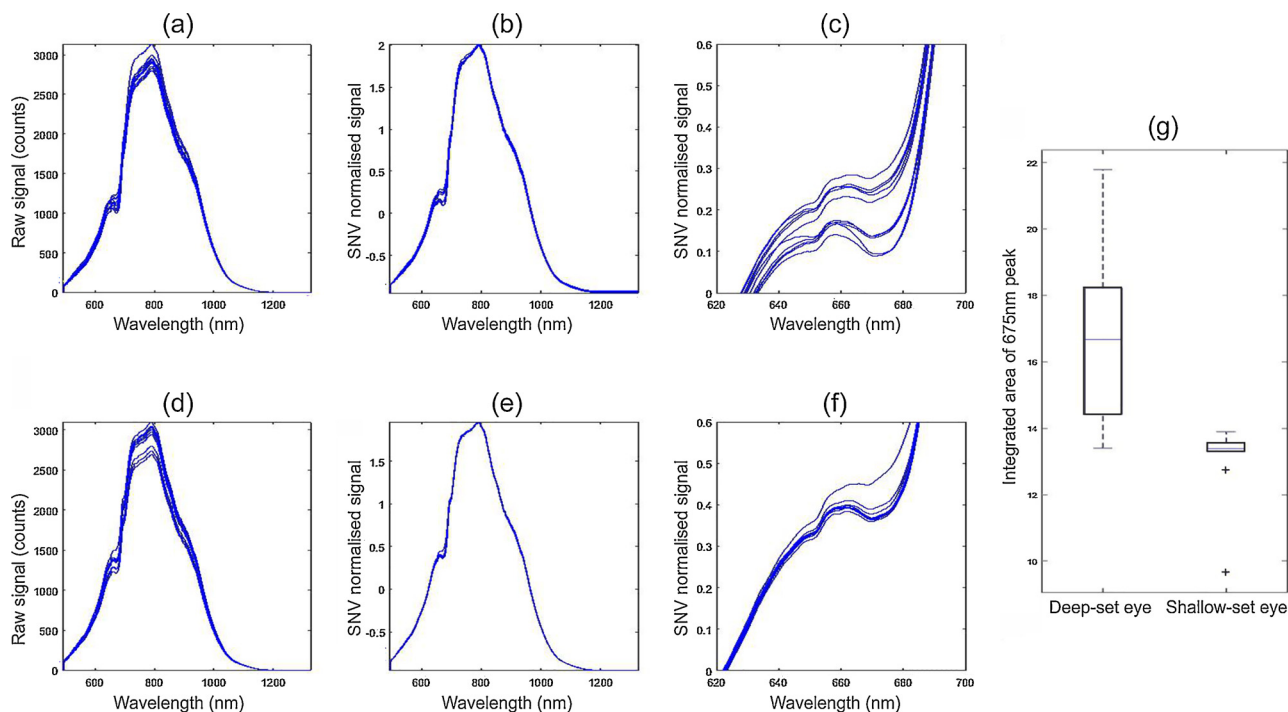 (a)
Raw signal (counts)
3000
2500
2000
1500
1000
500
0
600 800 1000 1200
Wavelength (nm)
(b)
SNV normalised signal
2
1.5
1
0.5
0
-0.5
600 800 1000 1200
Wavelength (nm)
(c)
SNV normalised signal
0.6
0.5
0.4
0.3
0.2
0.1
0
620 640 660 680 700
Wavelength (nm)
(d)
Raw signal (counts)
3000
2500
2000
1500
1000
500
0
600 800 1000 1200
Wavelength (nm)
(e)
SNV normalised signal
1.5
1
0.5
0
-0.5
600 800 1000 1200
Wavelength (nm)
(f)
SNV normalised signal
0.6
0.5
0.4
0.3
0.2
0.1
0
620 640 660 680 700
Wavelength (nm)
(g)
Integrated area of 675nm peak
22
20
18
16
14
12
10
Deep-set eye Shallow-set eye